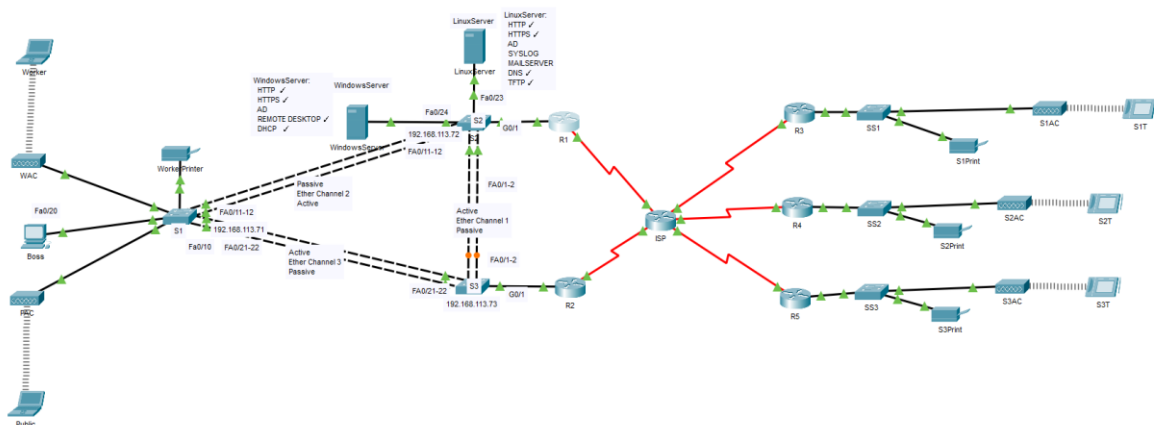 LinuxServer
LinuxServer:
HTTP ✓
HTTPS ✓
AD
SYSLOG
MAILSERVER
DNS ✓
TFTP ✓
LinuxServer
Worker
WindowsServer:
HTTP ✓
HTTPS ✓
AD
REMOTE DESKTOP ✓
DHCP ✓
WindowsServer
WindowsServer
Fa0/24
Fa0/23
S2
192.168.113.72
FA0/11-12
G0/1
R1
WAC
WorkerPrinter
Passive
Ether Channel 2
Active
FA0/11-12
192.168.113.71
FA0/21-22
Fa0/20
S1
Fa0/10
Boss
PAC
Public
Active
Ether Channel 3
Passive
FA0/1-2
Active
Ether Channel 1
Passive
FA0/1-2
FA0/21-22
S3
192.168.113.73
G0/1
R2
ISP
R3
SS1
S1Print
S1AC
S1T
R4
SS2
S2Print
S2AC
S2T
R5
SS3
S3Print
S3AC
S3T